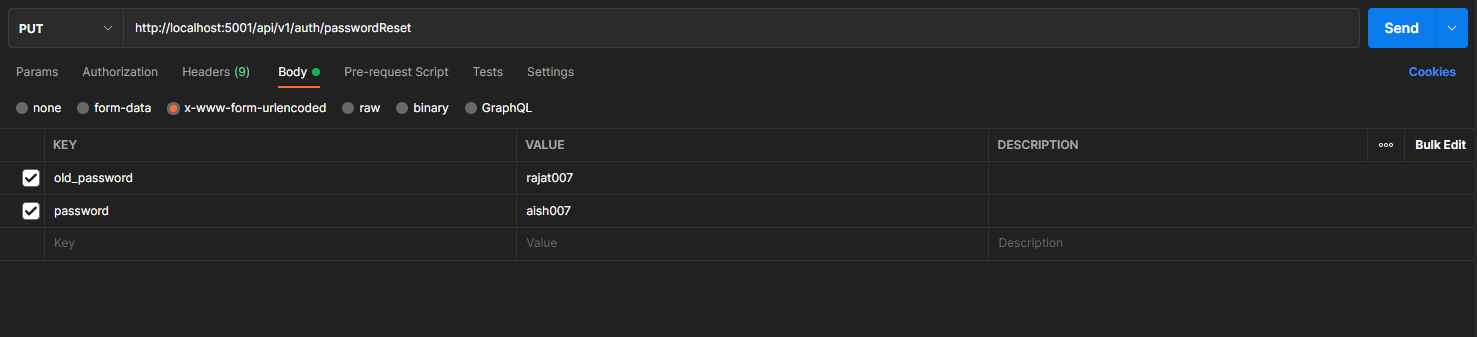 PUT http://localhost:5001/api/v1/auth/passwordReset Send
Params Authorization Headers (9) Body Pre-request Script Tests Settings Cookies
none form-data x-www-form-urlencoded raw binary GraphQL
KEY VALUE DESCRIPTION Bulk Edit
old_password rajat007
password aish007
Key Value Description